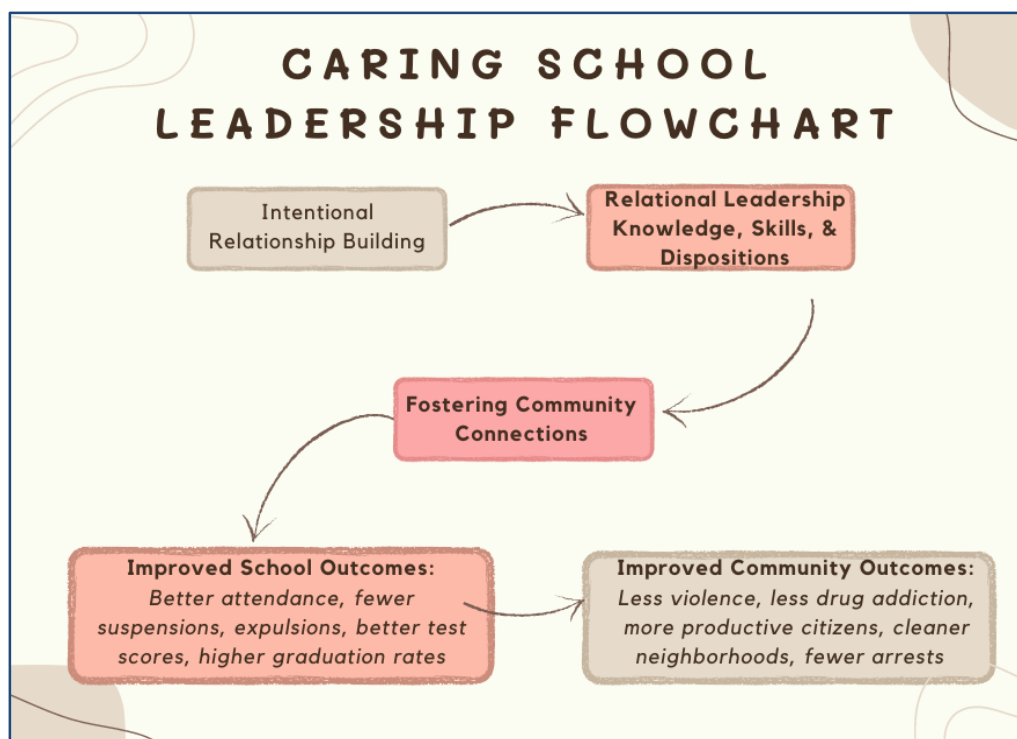 CARING SCHOOL
LEADERSHIP FLOWCHART
Intentional
Relationship Building
Relational Leadership
Knowledge, Skills, &
Dispositions
Fostering Community
Connections
Improved School Outcomes:
Better attendance, fewer
suspensions, expulsions, better test
scores, higher graduation rates
Improved Community Outcomes:
Less violence, less drug addiction,
more productive citizens, cleaner
neighborhoods, fewer arrests